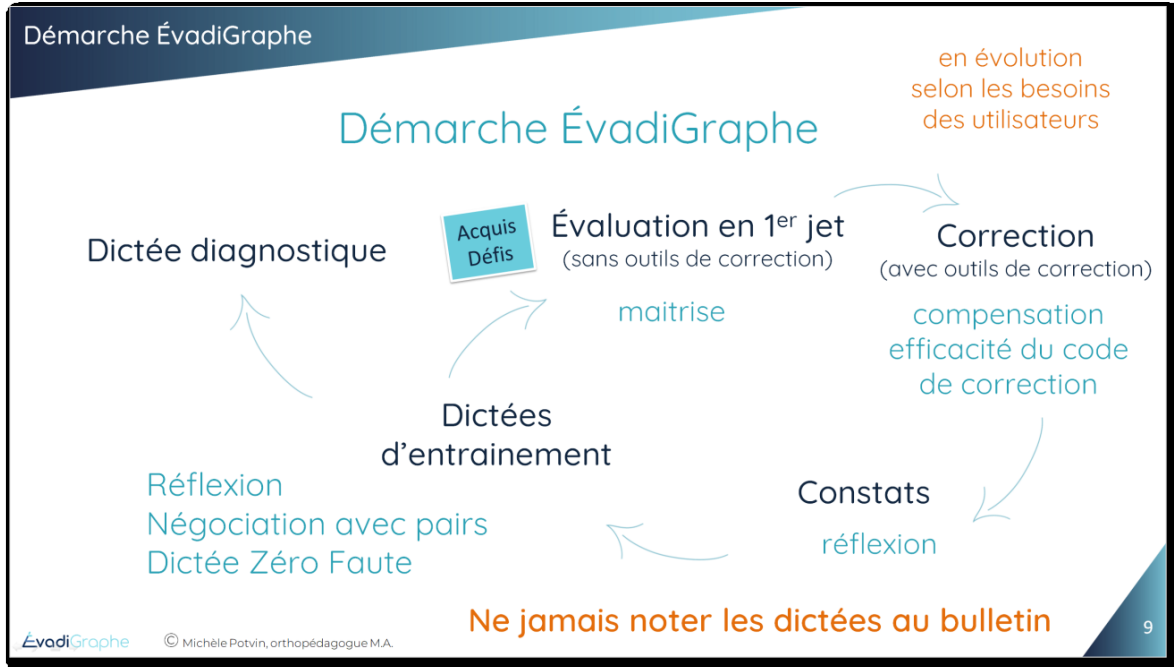 Démarche ÉvadiGraphe
en évolution
selon les besoins
des utilisateurs
Démarche ÉvadiGraphe
Dictée diagnostique
Acquis
Défis
Évaluation en 1er jet
(sans outils de correction)
maitrise
Correction
(avec outils de correction)
compensation
efficacité du code
de correction
Dictées
d'entrainement
Réflexion
Négociation avec pairs
Dictée Zéro Faute
Constats
réflexion
Ne jamais noter les dictées au bulletin
ÉvadiGraphe
© Michèle Potvin, orthopédagogue M.A.
9